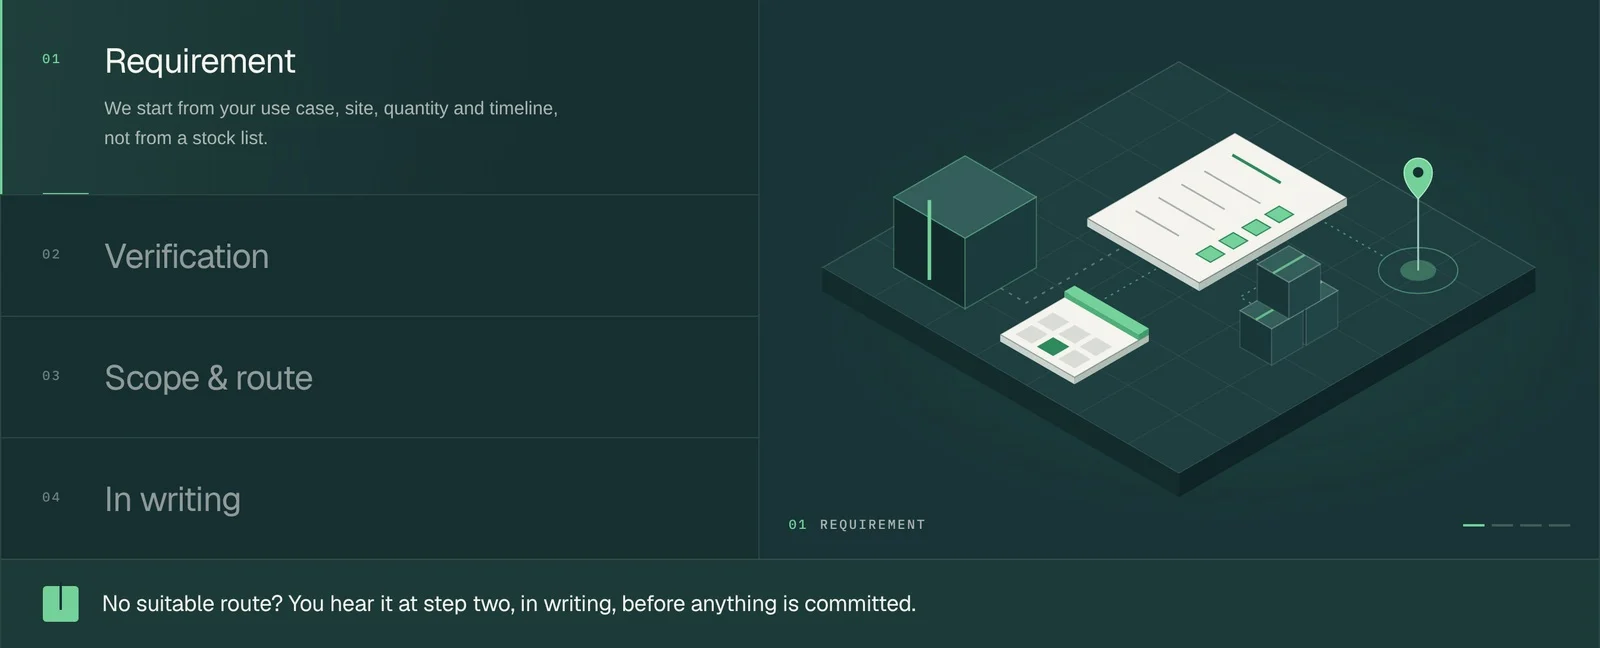 01
Requirement
We start from your use case, site, quantity and timeline,
not from a stock list.
02
Verification
03
Scope & route
04
In writing
01 REQUIREMENT
No suitable route? You hear it at step two, in writing, before anything is committed.